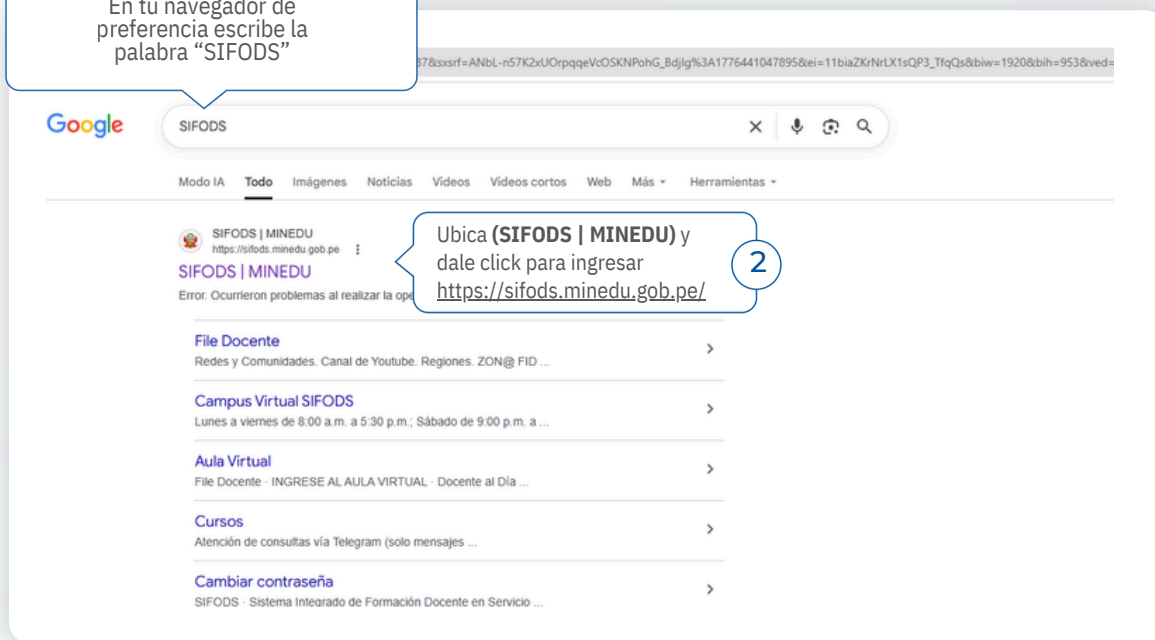 En tu navegador de
preferencia escribe la
palabra “SIFODS”
37&sxsrf=ANbL-n57K2xUOrpqqeVcOSKNPohG_Bdjlg%3A1776441047895&ei=11biaZKrNrLX1sQP3_TfqQs&biw=1920&bih=953&ved=
Google
SIFODS
Modo IA Todo Imágenes Noticias Videos Videos cortos Web Más Herramientas
SIFODS | MINEDU
https://sifods.minedu.gob.pe
SIFODS | MINEDU
Error. Ocurrieron problemas al realizar la ope
Ubica (SIFODS | MINEDU) y
dale click para ingresar
https://sifods.minedu.gob.pe/
2
File Docente
Redes y Comunidades. Canal de Youtube. Regiones. ZON@ FID ...
Campus Virtual SIFODS
Lunes a viernes de 8:00 a.m. a 5:30 p.m.; Sábado de 9:00 p.m. a ...
Aula Virtual
File Docente · INGRESE AL AULA VIRTUAL · Docente al Día ...
Cursos
Atención de consultas vía Telegram (solo mensajes ...
Cambiar contraseña
SIFODS · Sistema Integrado de Formación Docente en Servicio ...